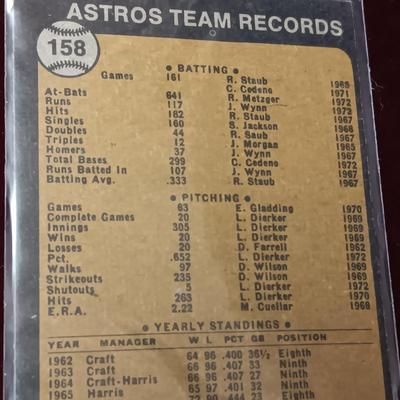 ASTROS TEAM RECORDS
158
• BATTING •
Games 161 R. Staub 1968
C. Cedeno 1971
At-Bats 641 R. Metzger 1972
Runs 117 J. Wynn 1972
Hits 182 R. Staub 1967
Singles 160 S. Jackson 1966
Doubles 44 R. Staub 1967
Triples 12 J. Morgan 1965
Homers 37 J. Wynn 1967
Total Bases 299 C. Cedeno 1972
Runs Batted In 107 J. Wynn 1967
Batting Avg. .333 R. Staub 1967
• PITCHING •
Games 63 E. Gladding 1970
Complete Games 20 L. Dierker 1969
Innings 305 L. Dierker 1969
Wins 20 L. Dierker 1969
Losses 20 D. Farrell 1962
Pct. .652 L. Dierker 1972
Walks 97 D. Wilson 1969
Strikeouts 235 D. Wilson 1969
Shutouts 5 L. Dierker 1972
Hits 263 L. Dierker 1970
E.R.A. 2.22 M. Cuellar 1968
• YEARLY STANDINGS •
YEAR MANAGER W L PCT GB POSITION
1962 Craft 64 96 .400 36½ Eighth
1963 Craft 66 96 .407 33 Ninth
1964 Craft-Harris 66 96 .407 27 Ninth
1965 Harris 65 97 .401 32 Ninth
72 90 .444 23 Eighth